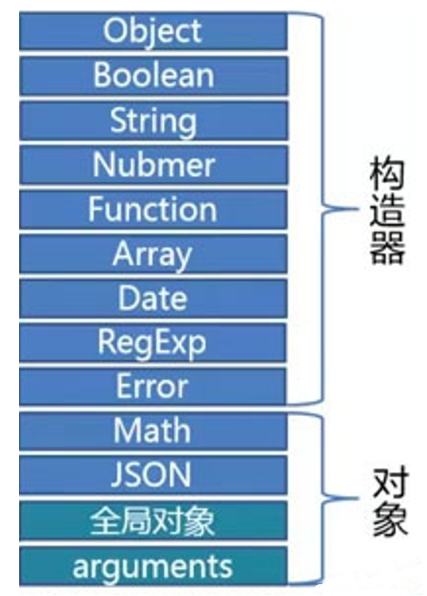 Object
Boolean
String
Nubmer
Function
Array
Date
RegExp
Error
构造器
Math
JSON
全局对象
arguments
对象